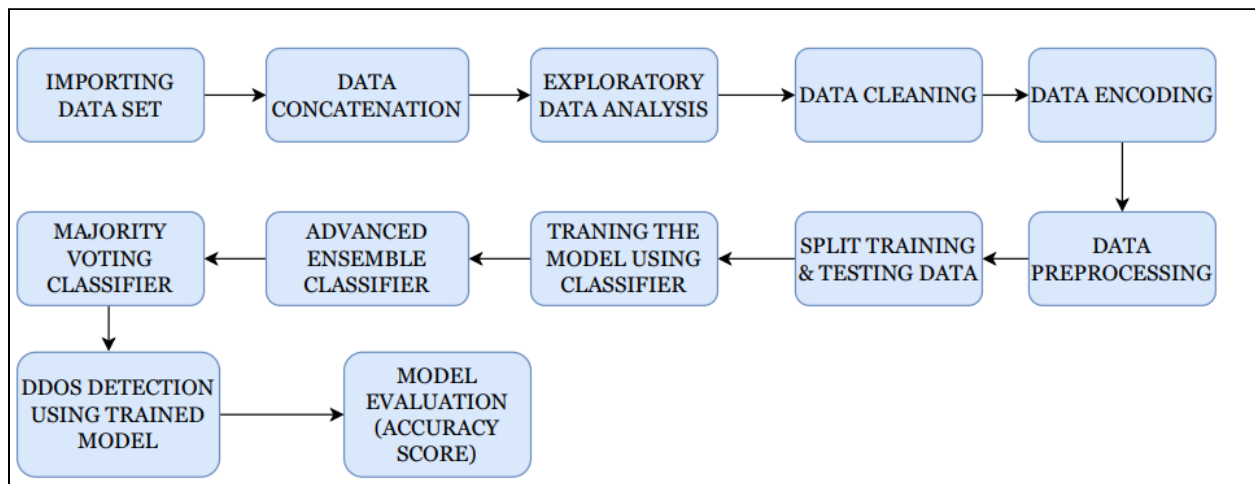 IMPORTING
DATA SET
DATA
CONCATENATION
EXPLORATORY
DATA ANALYSIS
DATA CLEANING
DATA ENCODING
DATA
PREPROCESSING
SPLIT TRAINING
& TESTING DATA
TRANING THE
MODEL USING
CLASSIFIER
ADVANCED
ENSEMBLE
CLASSIFIER
MAJORITY
VOTING
CLASSIFIER
DDOS DETECTION
USING TRAINED
MODEL
MODEL
EVALUATION
(ACCURACY
SCORE)